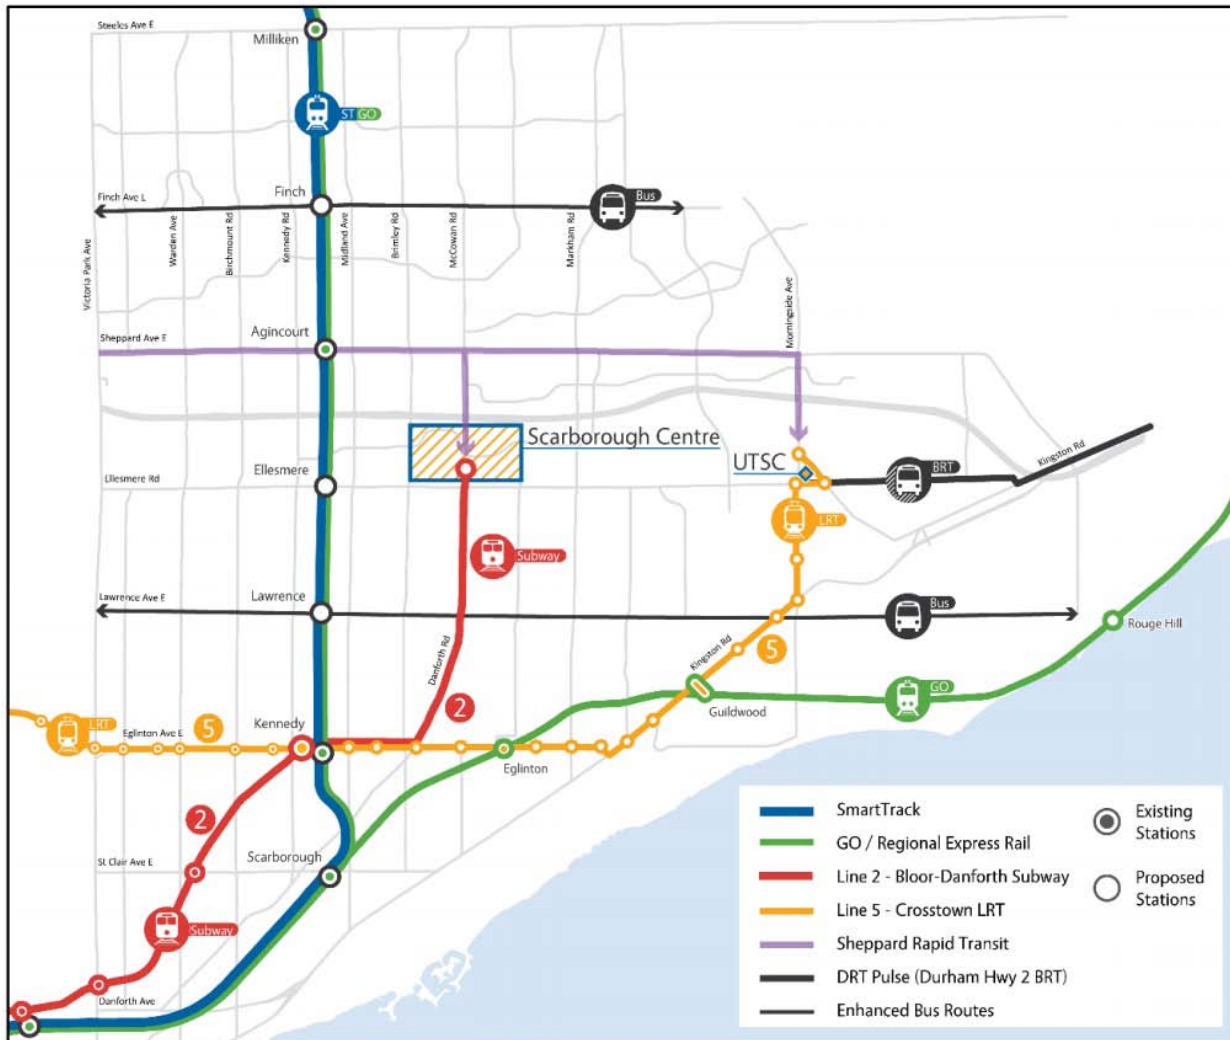 Steeles Ave E
Milliken
ST GO
Finch
Finch Ave E
Bus
Victoria Park Ave
Warden Ave
Birchmount Rd
Kennedy Rd
Midland Ave
Brimley Rd
McCowan Rd
Markham Rd
Morningside Ave
Agincourt
Sheppard Ave E
Scarborough Centre
UTSC
Ellesmere
Ellesmere Rd
BRT
Kingston Rd
LRT
Subway
Lawrence
Lawrence Ave E
Bus
Rouge Hill
Danforth Rd
Kingston Rd
5
2
GO
Guildwood
LRT
Eglinton Ave E
5
Kennedy
Eglinton
2
St Clair Ave E
Scarborough
Subway
Danforth Ave
SmartTrack
GO / Regional Express Rail
Line 2 - Bloor-Danforth Subway
Line 5 - Crosstown LRT
Sheppard Rapid Transit
DRT Pulse (Durham Hwy 2 BRT)
Enhanced Bus Routes
Existing
Stations
Proposed
Stations